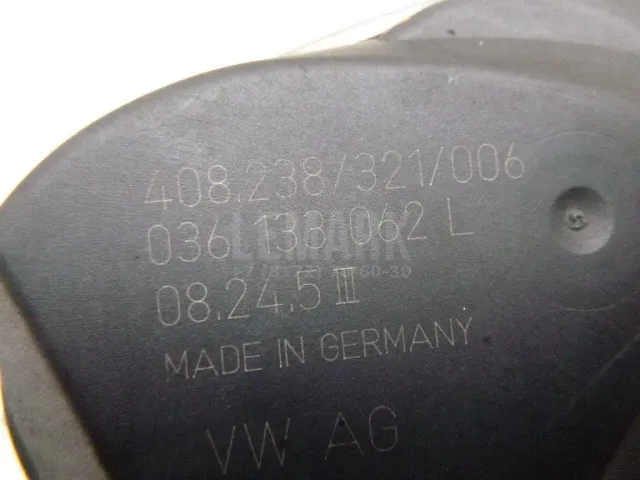 408.238/321/006
036 133 062 L
08.24.5 III
MADE IN GERMANY
VW AG